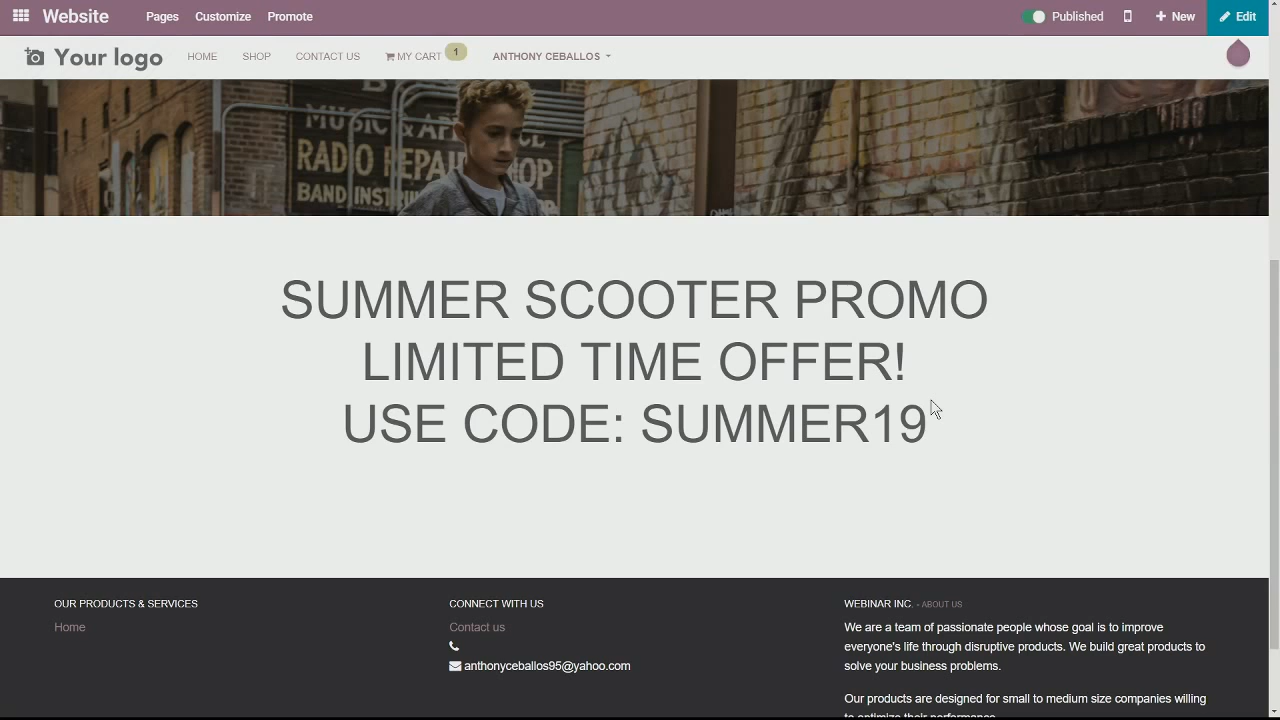 Website Pages Customize Promote Published New Edit
Your logo HOME SHOP CONTACT US MY CART 1 ANTHONY CEBALLOS
MUSIC &
RADIO REPAIR SHOP
BAND
SUMMER SCOOTER PROMO
LIMITED TIME OFFER!
USE CODE: SUMMER19
OUR PRODUCTS & SERVICES
Home
CONNECT WITH US
Contact us
anthonyceballos95@yahoo.com
WEBINAR INC. - ABOUT US
We are a team of passionate people whose goal is to improve
everyone's life through disruptive products. We build great products to
solve your business problems.
Our products are designed for small to medium size companies willing
to optimize their performance.